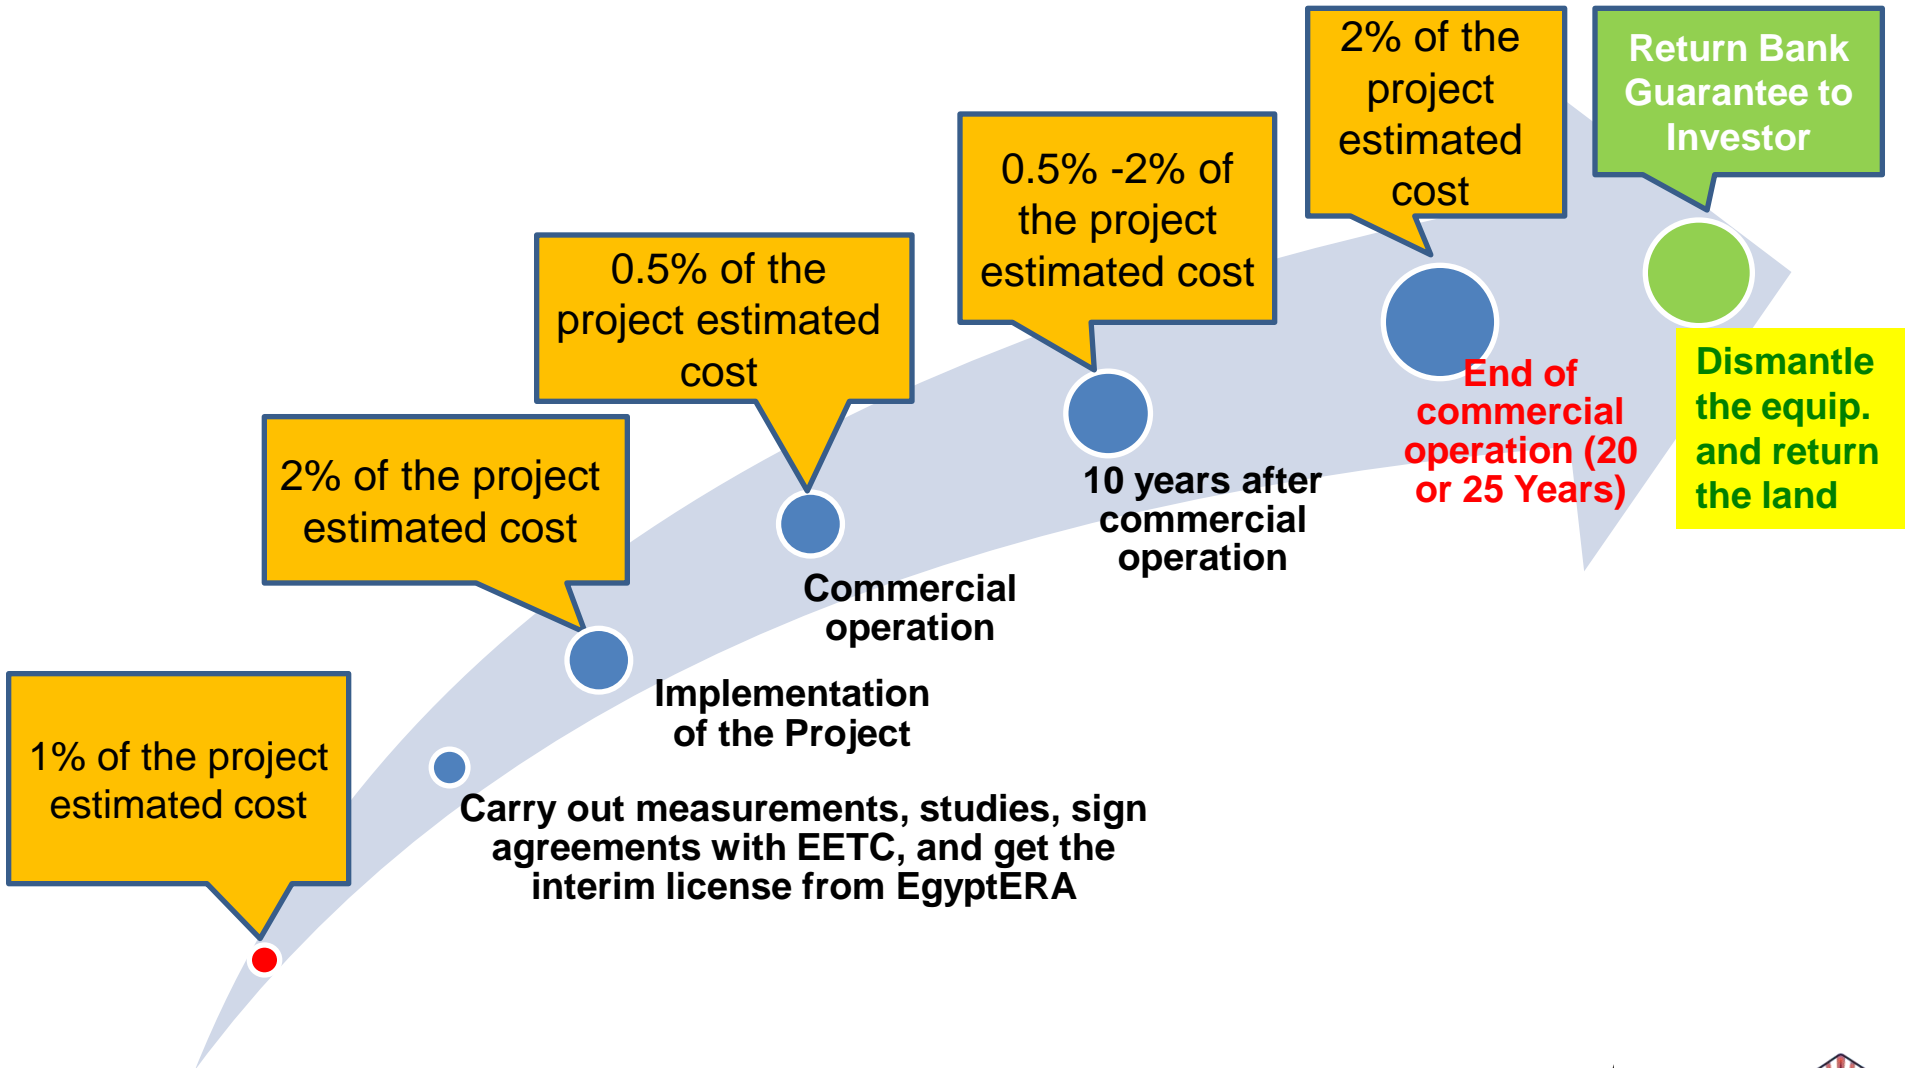 1% of the project
estimated cost
Carry out measurements, studies, sign
agreements with EETC, and get the
interim license from EgyptERA
2% of the project
estimated cost
Implementation
of the Project
0.5% of the
project estimated
cost
Commercial
operation
0.5% -2% of
the project
estimated cost
10 years after
commercial
operation
2% of the
project
estimated
cost
End of
commercial
operation (20
or 25 Years)
Return Bank
Guarantee to
Investor
Dismantle
the equip.
and return
the land